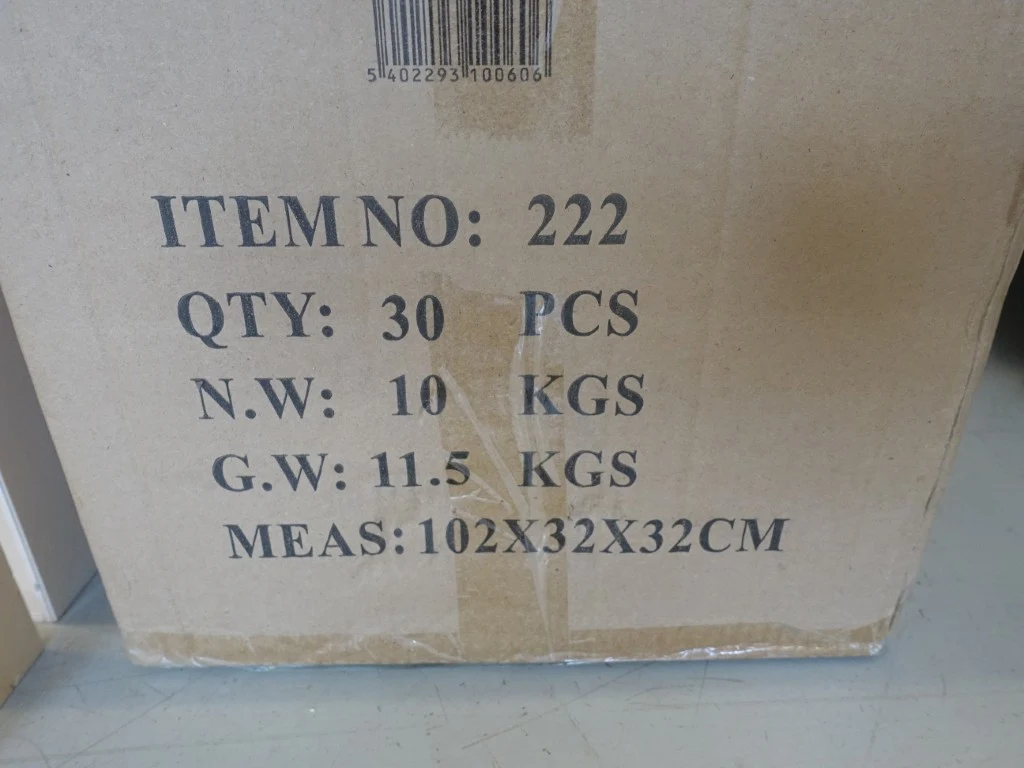 5 402293 100606
ITEM NO: 222
QTY: 30 PCS
N.W: 10 KGS
G.W: 11.5 KGS
MEAS:102X32X32CM